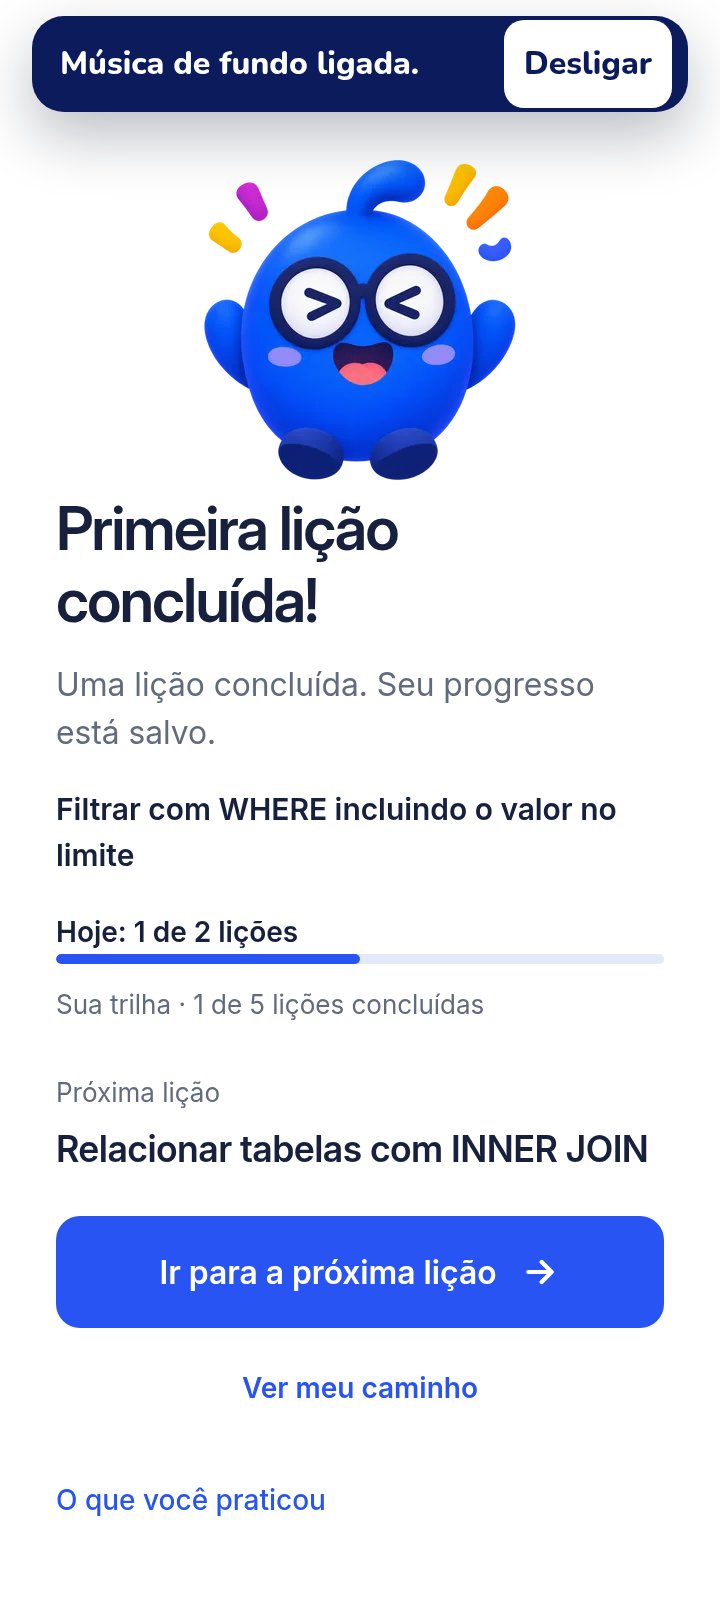 Música de fundo ligada.
Desligar
Primeira lição
concluída!
Uma lição concluída. Seu progresso
está salvo.
Filtrar com WHERE incluindo o valor no
limite
Hoje: 1 de 2 lições
Sua trilha · 1 de 5 lições concluídas
Próxima lição
Relacionar tabelas com INNER JOIN
Ir para a próxima lição →
Ver meu caminho
O que você praticou